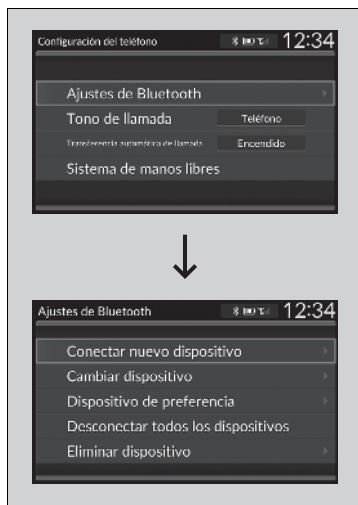 Configuración del teléfono 12:34
Ajustes de Bluetooth
Tono de llamada Teléfono
Transferencia automática de llamada Encendido
Sistema de manos libres
Ajustes de Bluetooth 12:34
Conectar nuevo dispositivo
Cambiar dispositivo
Dispositivo de preferencia
Desconectar todos los dispositivos
Eliminar dispositivo